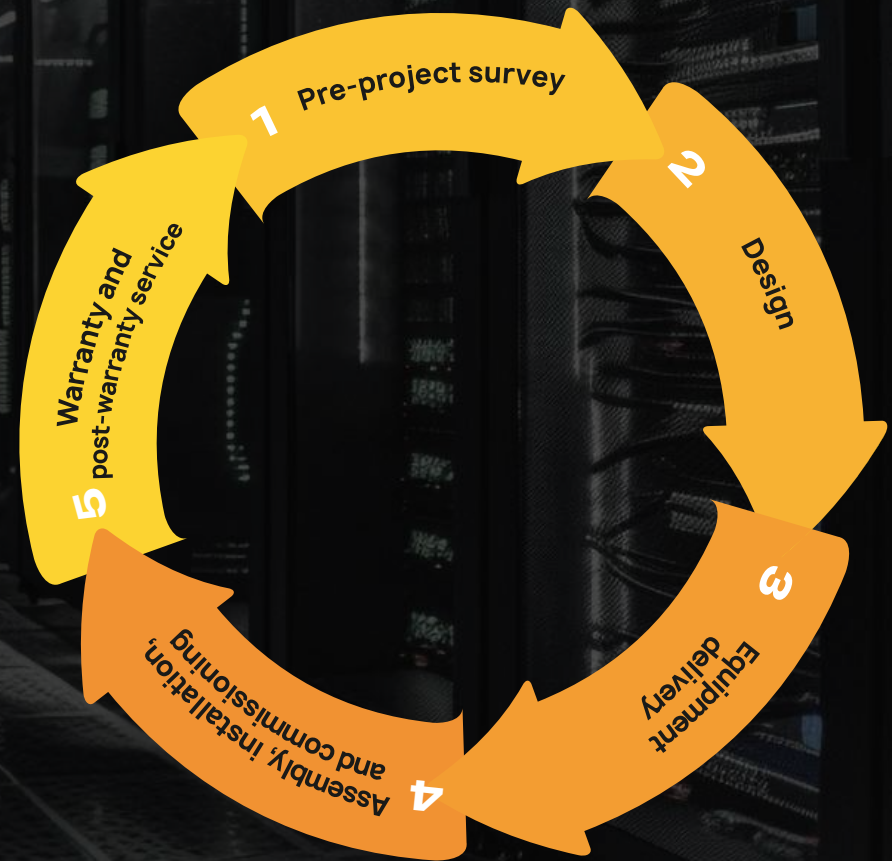 1
Pre-project survey
2
Design
3
Equipment
delivery
4
Assembly, installation,
and commissioning
5
Warranty and
post-warranty service